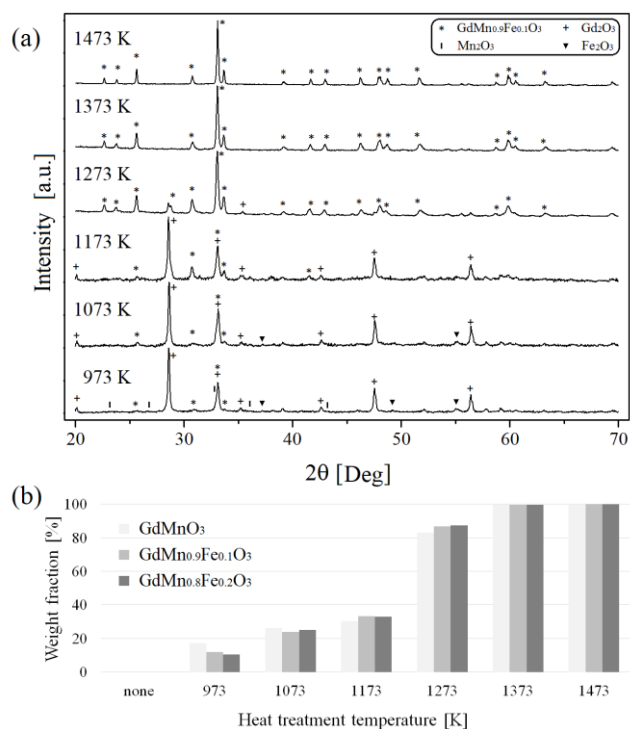 (a)
* GdMn0.9Fe0.1O3 + Gd2O3
ı Mn2O3 ▼ Fe2O3
1473 K
1373 K
1273 K
1173 K
1073 K
973 K
Intensity [a.u.]
20 30 40 50 60 70
2θ [Deg]
(b)
Weight fraction [%]
100
80
60
40
20
0
GdMnO3
GdMn0.9Fe0.1O3
GdMn0.8Fe0.2O3
none 973 1073 1173 1273 1373 1473
Heat treatment temperature [K]